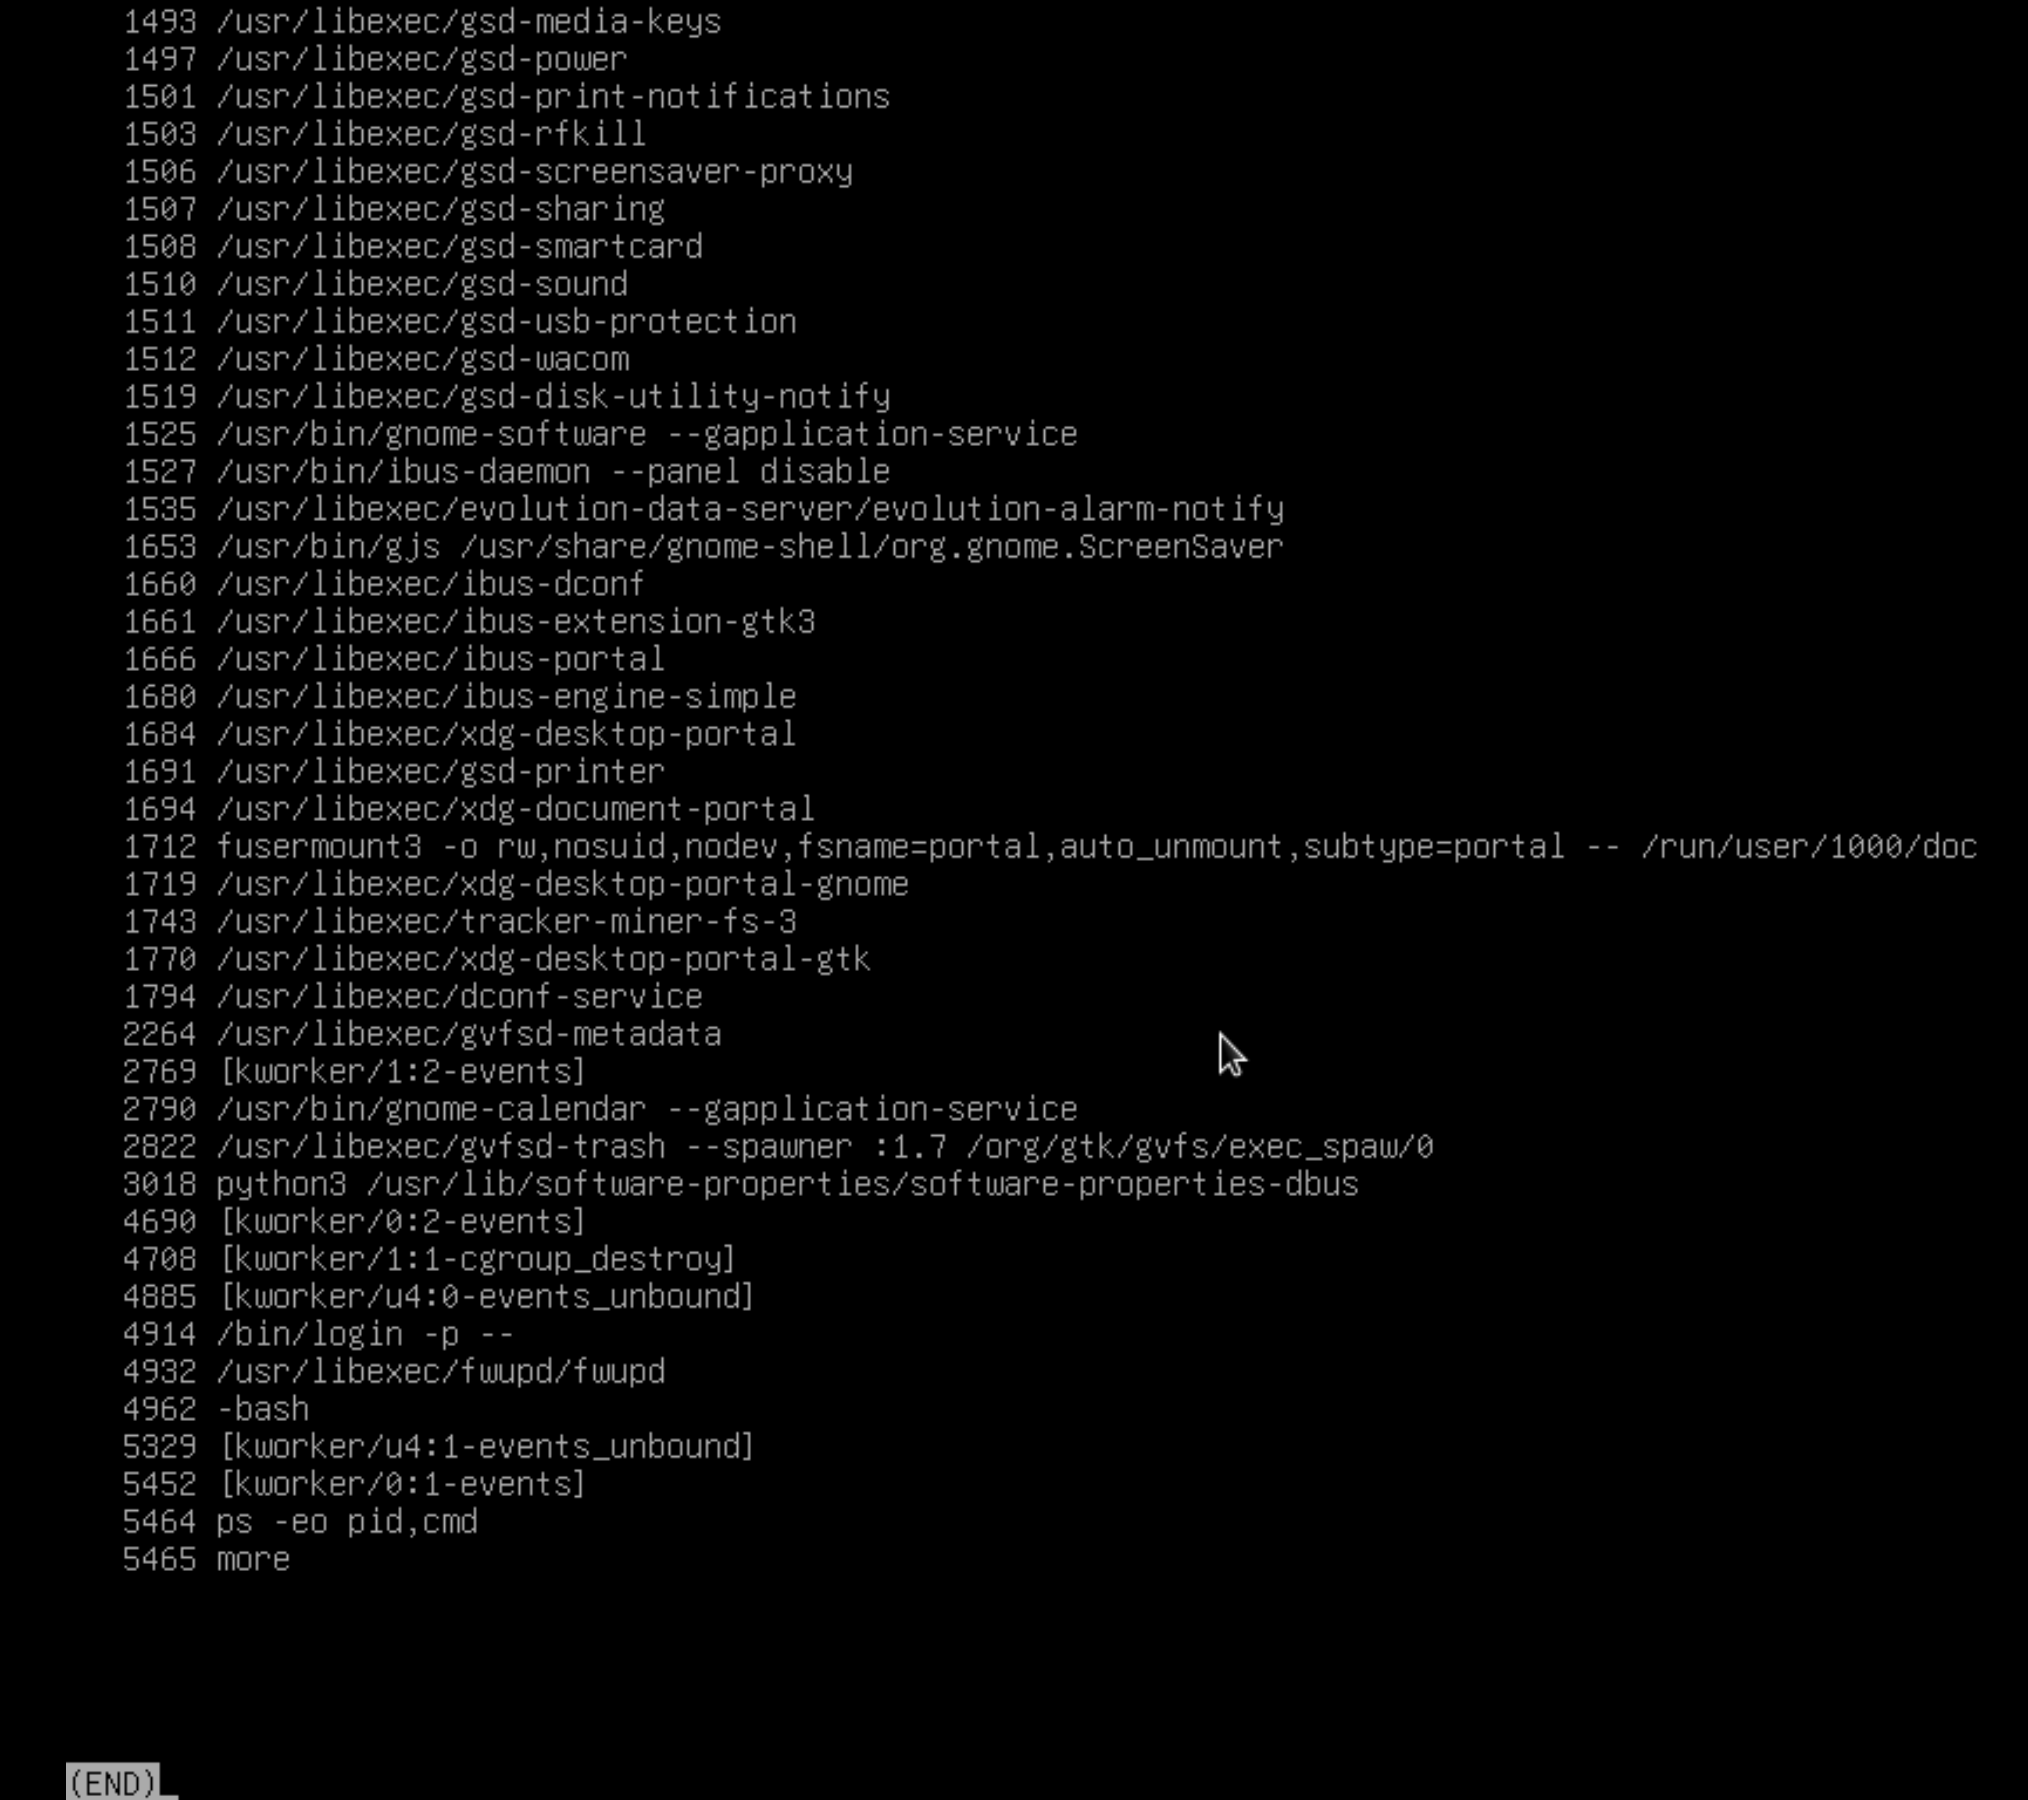 1493 /usr/libexec/gsd-media-keys
1497 /usr/libexec/gsd-power
1501 /usr/libexec/gsd-print-notifications
1503 /usr/libexec/gsd-rfkill
1506 /usr/libexec/gsd-screensaver-proxy
1507 /usr/libexec/gsd-sharing
1508 /usr/libexec/gsd-smartcard
1510 /usr/libexec/gsd-sound
1511 /usr/libexec/gsd-usb-protection
1512 /usr/libexec/gsd-wacom
1519 /usr/libexec/gsd-disk-utility-notify
1525 /usr/bin/gnome-software --gapplication-service
1527 /usr/bin/ibus-daemon --panel disable
1535 /usr/libexec/evolution-data-server/evolution-alarm-notify
1653 /usr/bin/gjs /usr/share/gnome-shell/org.gnome.ScreenSaver
1660 /usr/libexec/ibus-dconf
1661 /usr/libexec/ibus-extension-gtk3
1666 /usr/libexec/ibus-portal
1680 /usr/libexec/ibus-engine-simple
1684 /usr/libexec/xdg-desktop-portal
1691 /usr/libexec/gsd-printer
1694 /usr/libexec/xdg-document-portal
1712 fusermount3 -o rw,nosuid,nodev,fsname=portal,auto_unmount,subtype=portal -- /run/user/1000/doc
1719 /usr/libexec/xdg-desktop-portal-gnome
1743 /usr/libexec/tracker-miner-fs-3
1770 /usr/libexec/xdg-desktop-portal-gtk
1794 /usr/libexec/dconf-service
2264 /usr/libexec/gvfsd-metadata
2769 [kworker/1:2-events]
2790 /usr/bin/gnome-calendar --gapplication-service
2822 /usr/libexec/gvfsd-trash --spawner :1.7 /org/gtk/gvfs/exec_spaw/0
3018 python3 /usr/lib/software-properties/software-properties-dbus
4690 [kworker/0:2-events]
4708 [kworker/1:1-cgroup_destroy]
4885 [kworker/u4:0-events_unbound]
4914 /bin/login -p --
4932 /usr/libexec/fwupd/fwupd
4962 -bash
5329 [kworker/u4:1-events_unbound]
5452 [kworker/0:1-events]
5464 ps -eo pid,cmd
5465 more
(END)